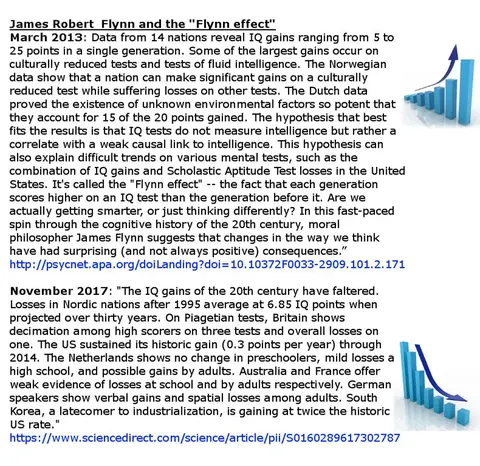 James Robert  Flynn and the "Flynn effect"
March 2013: Data from 14 nations reveal IQ gains ranging from 5 to
25 points in a single generation. Some of the largest gains occur on
culturally reduced tests and tests of fluid intelligence. The Norwegian
data show that a nation can make significant gains on a culturally
reduced test while suffering losses on other tests. The Dutch data
proved the existence of unknown environmental factors so potent that
they account for 15 of the 20 points gained. The hypothesis that best
fits the results is that IQ tests do not measure intelligence but rather a
correlate with a weak causal link to intelligence. This hypothesis can
also explain difficult trends on various mental tests, such as the
combination of IQ gains and Scholastic Aptitude Test losses in the United
States. It's called the "Flynn effect" -- the fact that each generation
scores higher on an IQ test than the generation before it. Are we
actually getting smarter, or just thinking differently? In this fast-paced
spin through the cognitive history of the 20th century, moral
philosopher James Flynn suggests that changes in the way we think
have had surprising (and not always positive) consequences.”
http://psycnet.apa.org/doiLanding?doi=10.10372F0033-2909.101.2.171
November 2017: "The IQ gains of the 20th century have faltered.
Losses in Nordic nations after 1995 average at 6.85 IQ points when
projected over thirty years. On Piagetian tests, Britain shows
decimation among high scorers on three tests and overall losses on
one. The US sustained its historic gain (0.3 points per year) through
2014. The Netherlands shows no change in preschoolers, mild losses a
high school, and possible gains by adults. Australia and France offer
weak evidence of losses at school and by adults respectively. German
speakers show verbal gains and spatial losses among adults. South
Korea, a latecomer to industrialization, is gaining at twice the historic
US rate."
https://www.sciencedirect.com/science/article/pii/S0160289617302787